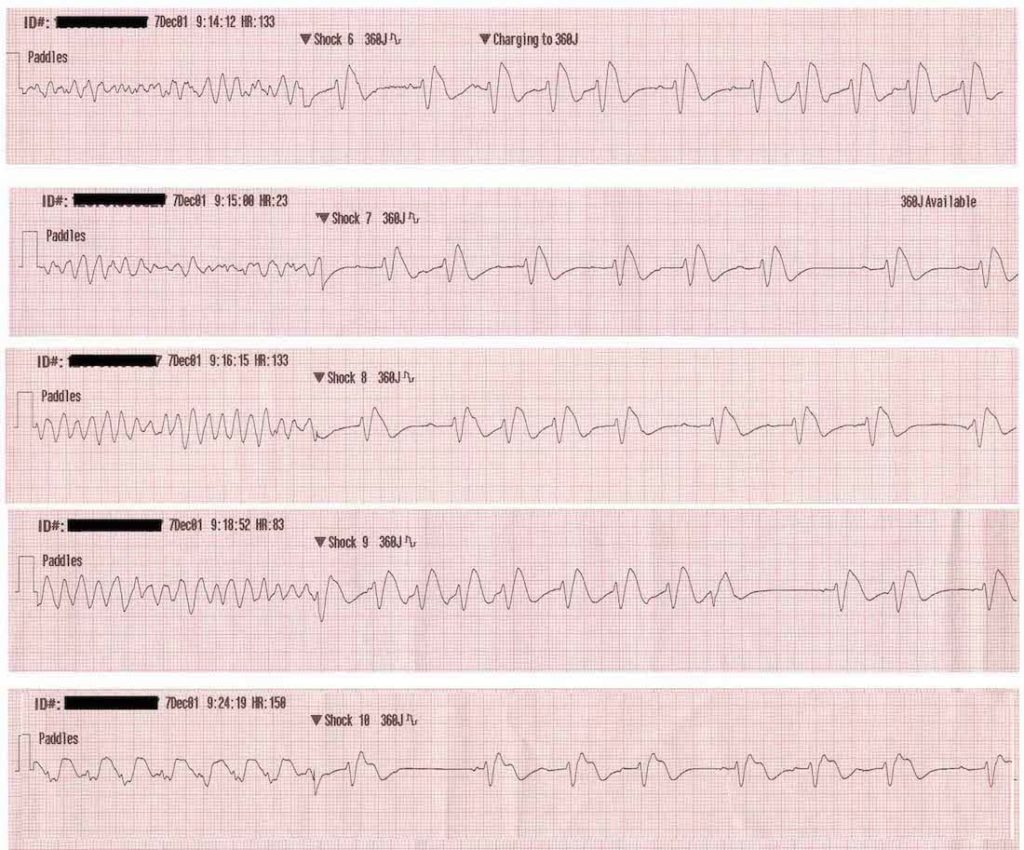 ID#: 7Dec01 9:14:12 HR:133
Shock 6 360J Charging to 360J
Paddles
ID#: 7Dec01 9:15:00 HR:23
360J Available
Shock 7 360J
Paddles
ID#: 7Dec01 9:16:15 HR:133
Shock 8 360J
Paddles
ID#: 7Dec01 9:18:52 HR:83
Shock 9 360J
Paddles
ID#: 7Dec01 9:24:19 HR:150
Shock 10 360J
Paddles